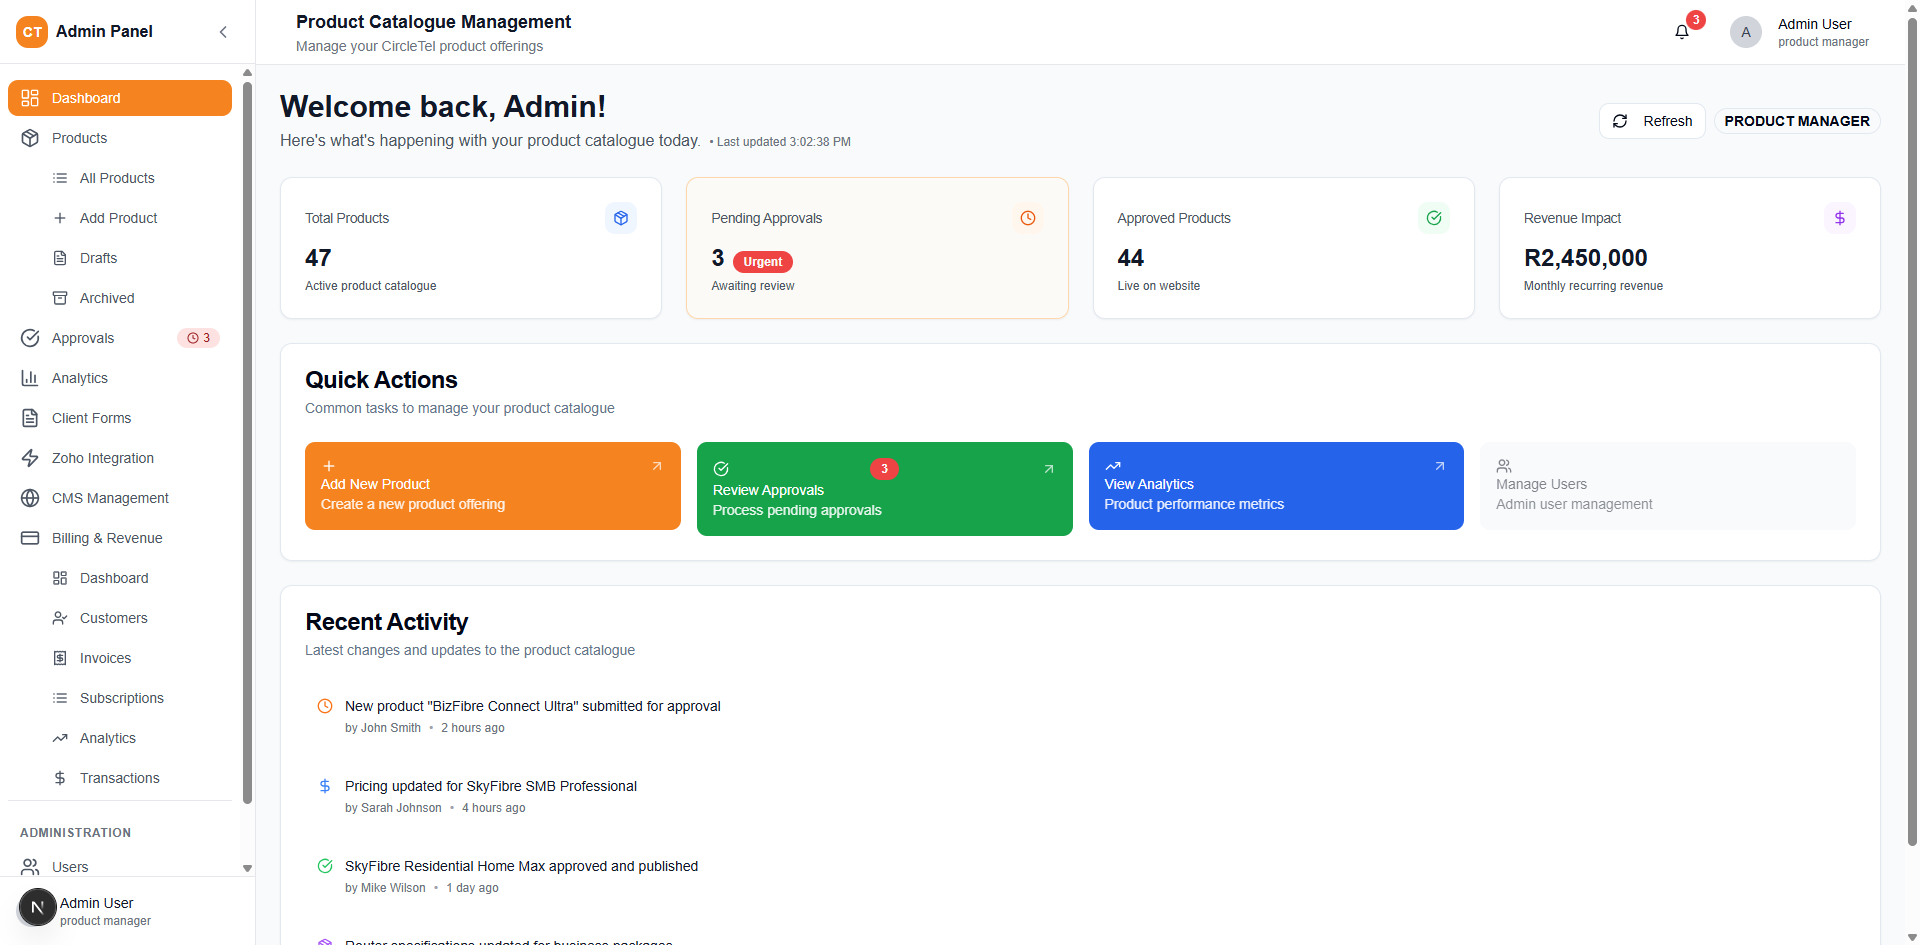 CT Admin Panel
Dashboard
Products
All Products
Add Product
Drafts
Archived
Approvals 3
Analytics
Client Forms
Zoho Integration
CMS Management
Billing & Revenue
Dashboard
Customers
Invoices
Subscriptions
Analytics
Transactions
ADMINISTRATION
Users
N Admin User
product manager
Product Catalogue Management
Manage your CircleTel product offerings
3
A
Admin User
product manager
Welcome back, Admin!
Here's what's happening with your product catalogue today. • Last updated 3:02:38 PM
Refresh
PRODUCT MANAGER
Total Products
47
Active product catalogue
Pending Approvals
3 Urgent
Awaiting review
Approved Products
44
Live on website
Revenue Impact
R2,450,000
Monthly recurring revenue
Quick Actions
Common tasks to manage your product catalogue
Add New Product
Create a new product offering
3
Review Approvals
Process pending approvals
View Analytics
Product performance metrics
Manage Users
Admin user management
Recent Activity
Latest changes and updates to the product catalogue
New product "BizFibre Connect Ultra" submitted for approval
by John Smith • 2 hours ago
Pricing updated for SkyFibre SMB Professional
by Sarah Johnson • 4 hours ago
SkyFibre Residential Home Max approved and published
by Mike Wilson • 1 day ago
Router specifications updated for business packages